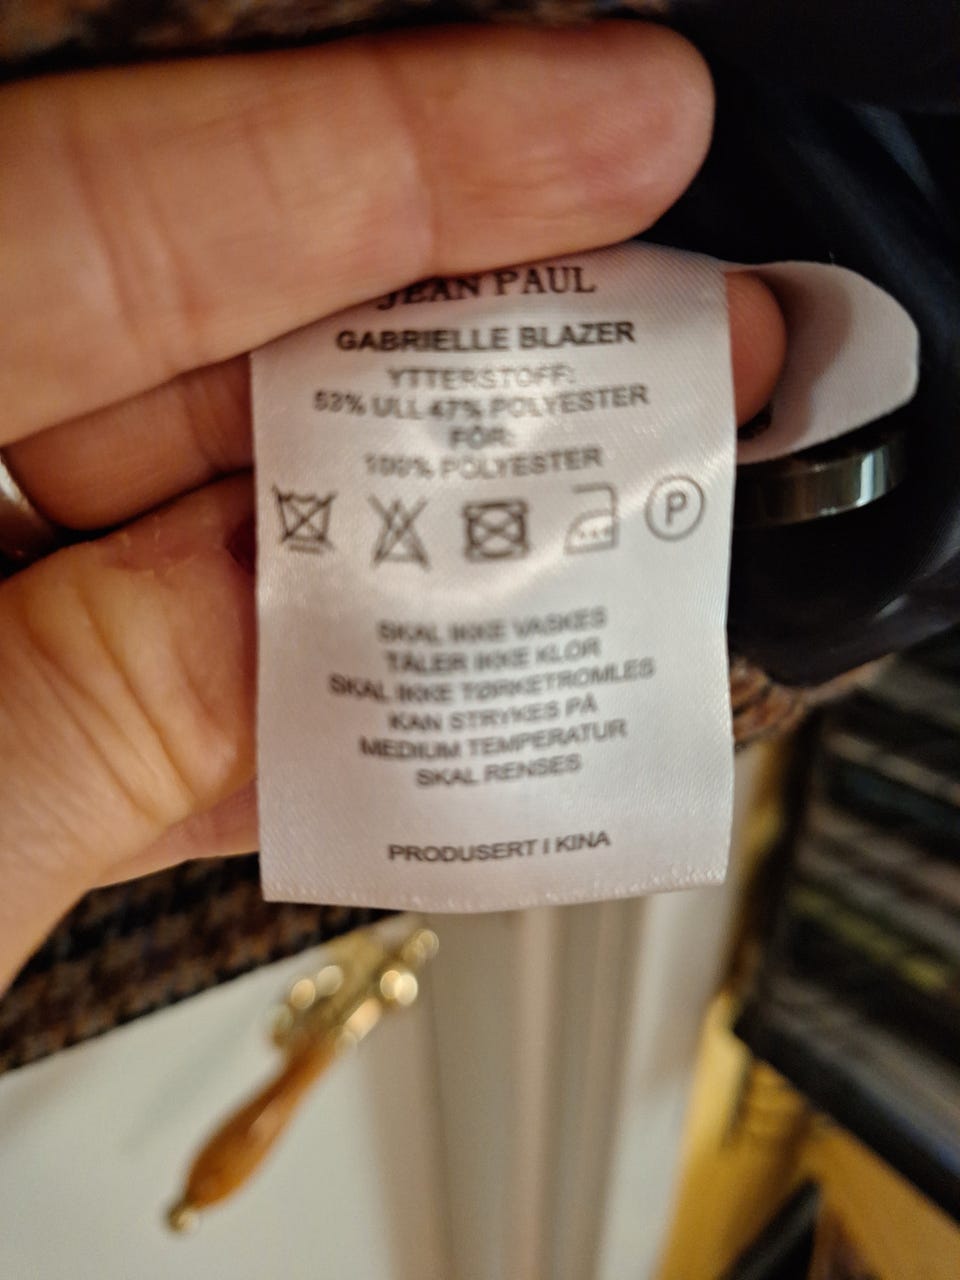 JEAN PAUL
GABRIELLE BLAZER
YTTERSTOFF:
53% ULL 47% POLYESTER
FÔR:
100% POLYESTER
P
SKAL IKKE VASKES
TÅLER IKKE KLOR
SKAL IKKE TØRKETROMLES
KAN STRYKES PÅ
MEDIUM TEMPERATUR
SKAL RENSES
PRODUSERT I KINA